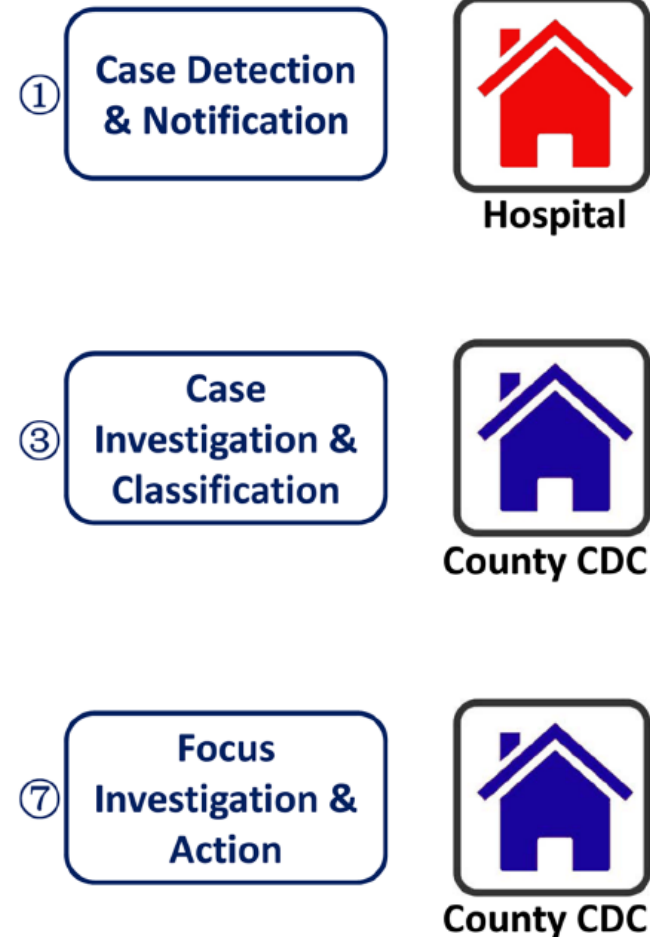 ①
Case Detection
& Notification
Hospital
③
Case
Investigation &
Classification
County CDC
⑦
Focus
Investigation &
Action
County CDC